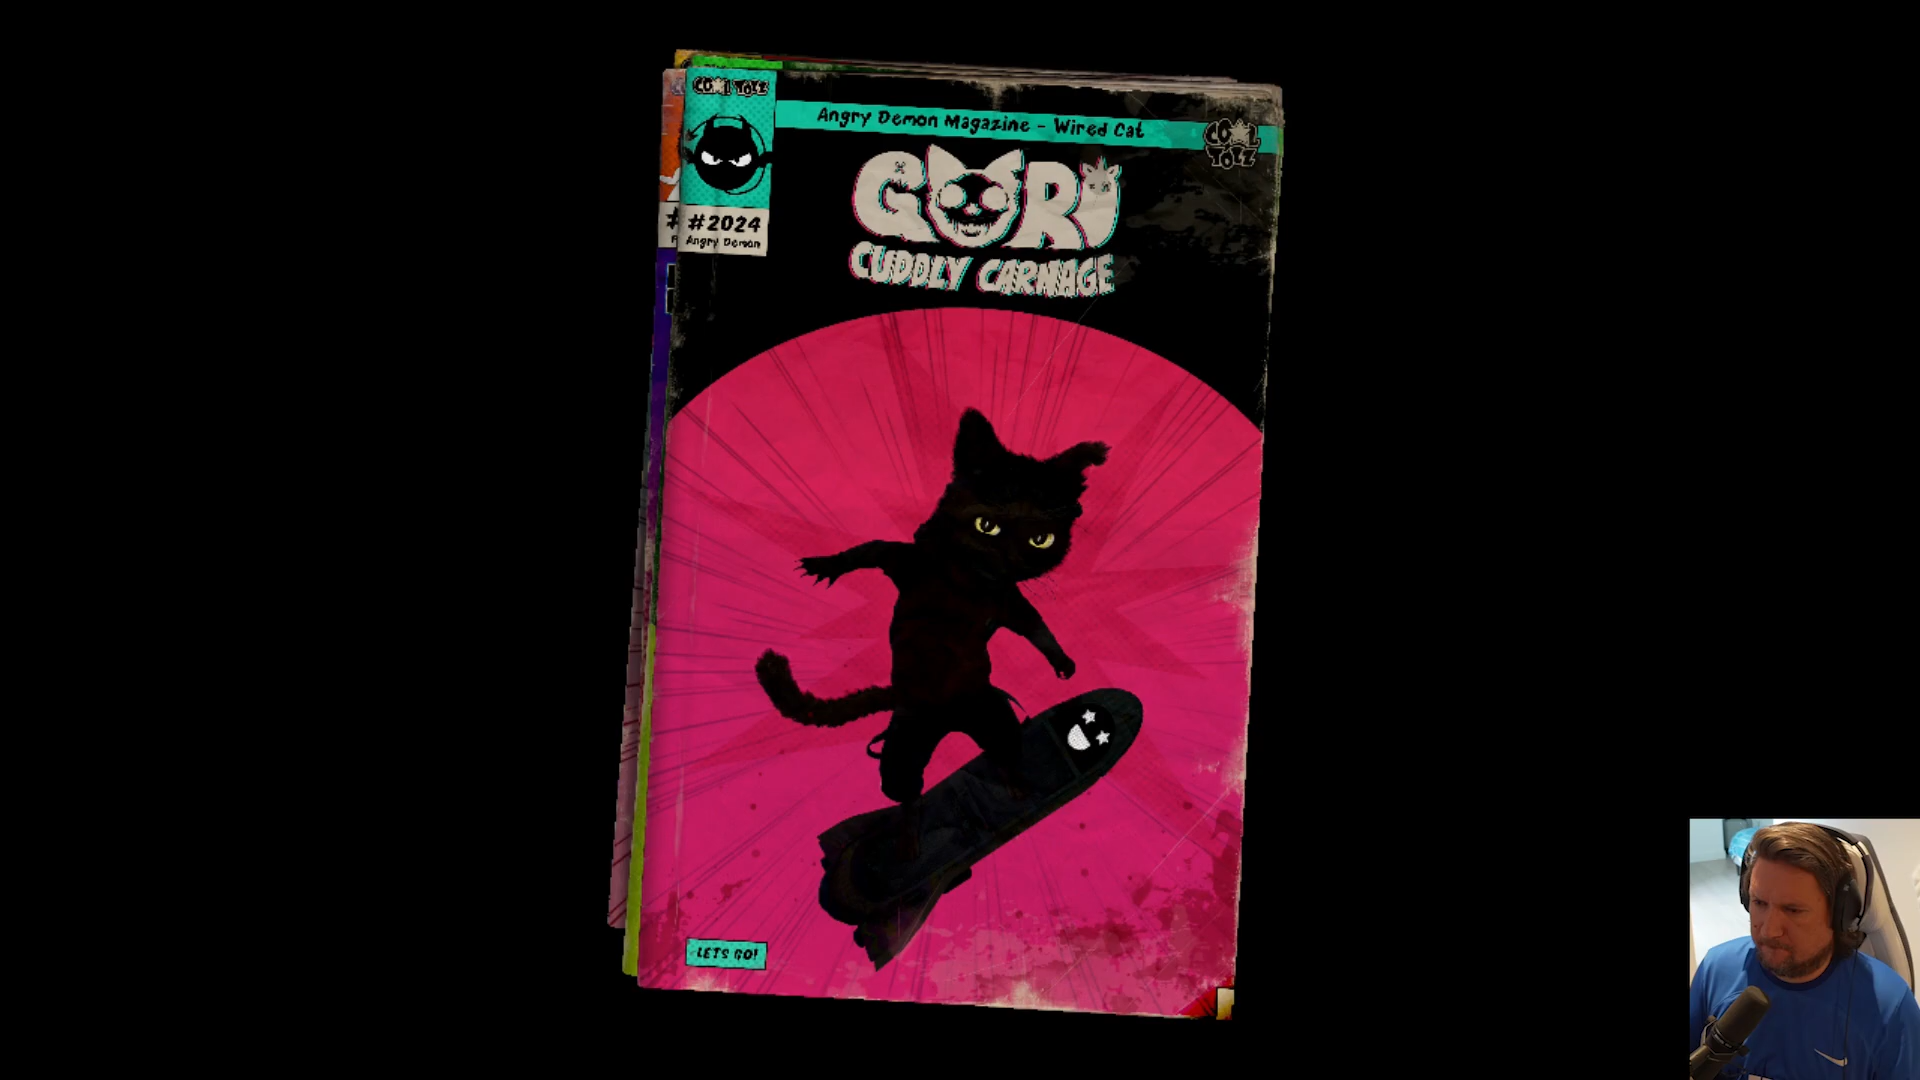 COOL TOYZ
Angry Demon Magazine - Wired Cat
COOL
TOYZ
#2024
Angry Demon
GORI
CUDDLY CARNAGE
LETS GO!